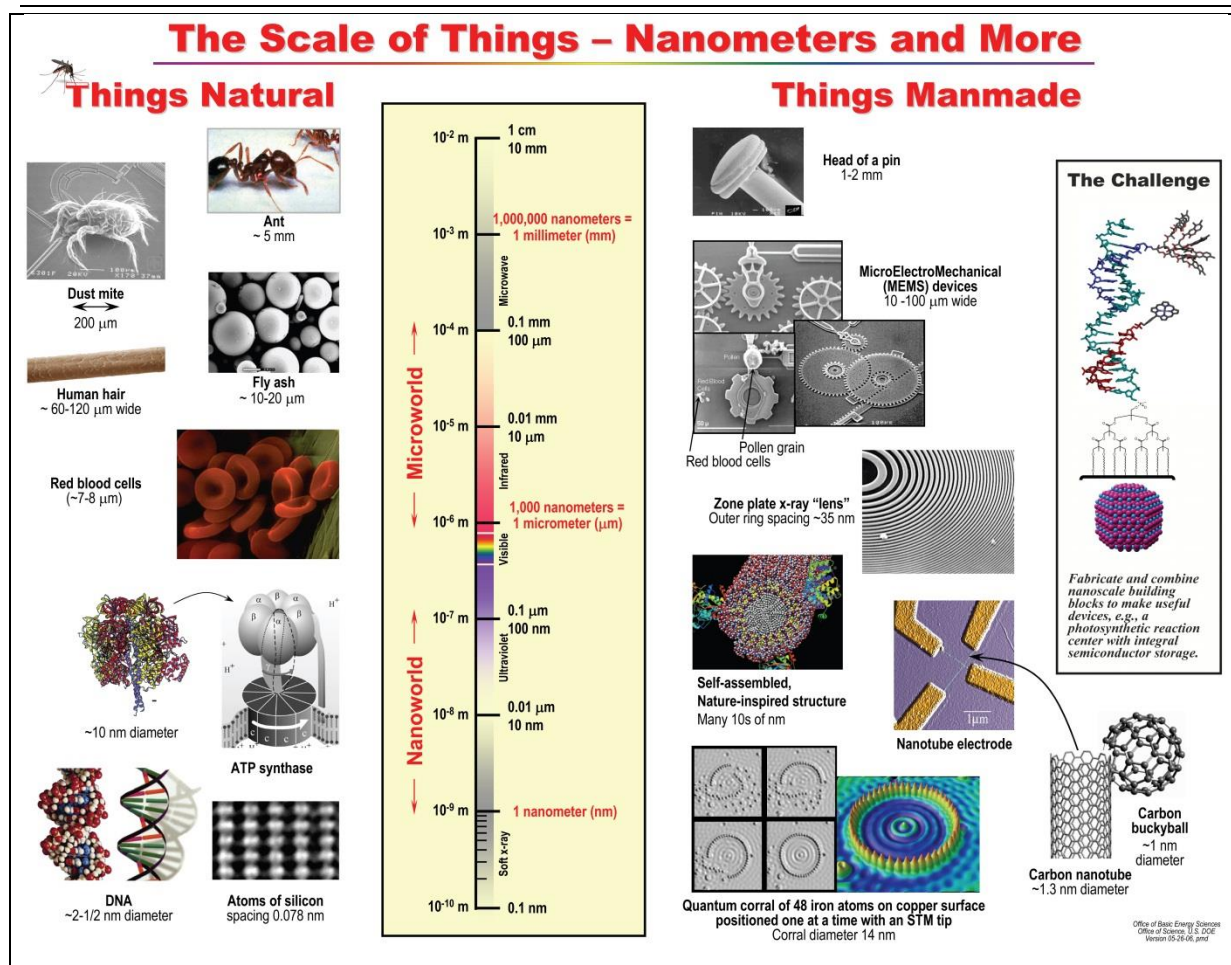 The Scale of Things – Nanometers and More
Things Natural
Things Manmade
Ant
~ 5 mm
Dust mite
200 μm
Human hair
~ 60-120 μm wide
Fly ash
~ 10-20 μm
Red blood cells
(~7-8 μm)
~10 nm diameter
H+
α
β
α
β
α
β
H+
H+
c
c
c
c
H+
ATP synthase
DNA
~2-1/2 nm diameter
Atoms of silicon
spacing 0.078 nm
Microworld
Nanoworld
10-2 m
1 cm
10 mm
1,000,000 nanometers =
10-3 m
1 millimeter (mm)
Microwave
10-4 m
0.1 mm
100 μm
10-5 m
0.01 mm
10 μm
Infrared
1,000 nanometers =
10-6 m
1 micrometer (μm)
Visible
10-7 m
0.1 μm
100 nm
Ultraviolet
10-8 m
0.01 μm
10 nm
10-9 m
1 nanometer (nm)
Soft x-ray
10-10 m
0.1 nm
Head of a pin
1-2 mm
MicroElectroMechanical
(MEMS) devices
10 -100 μm wide
Pollen
Red Blood
Cells
Pollen grain
Red blood cells
Zone plate x-ray “lens”
Outer ring spacing ~35 nm
Self-assembled,
Nature-inspired structure
Many 10s of nm
1μm
Nanotube electrode
Carbon
buckyball
~1 nm
diameter
Carbon nanotube
~1.3 nm diameter
Quantum corral of 48 iron atoms on copper surface
positioned one at a time with an STM tip
Corral diameter 14 nm
The Challenge
Fabricate and combine
nanoscale building
blocks to make useful
devices, e.g., a
photosynthetic reaction
center with integral
semiconductor storage.
Office of Basic Energy Sciences
Office of Science, U.S. DOE
Version 05-26-06, pmd